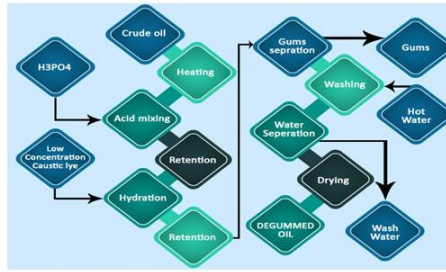 Crude oil
Heating
H3PO4
Acid mixing
Retention
Low
Concentration
Caustic lye
Hydration
Retention
Gums
sepration
Gums
Washing
Hot
Water
Water
Seperation
Drying
DEGUMMED
OIL
Wash
Water